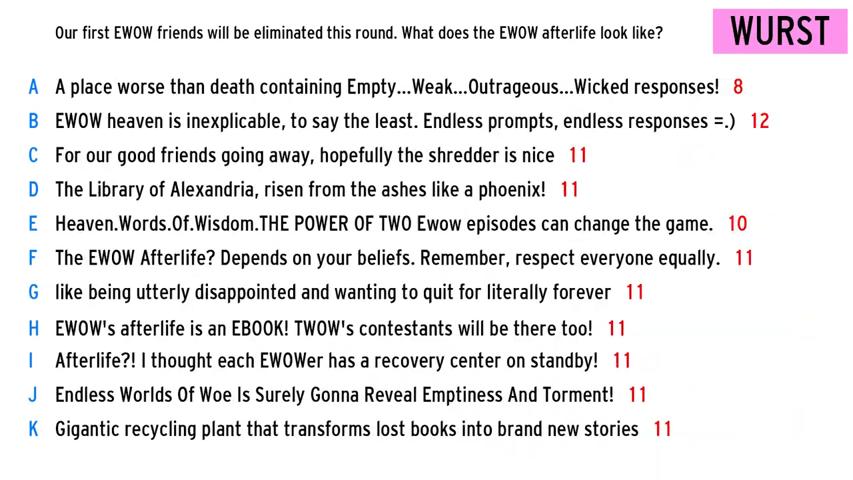 Our first EWOW friends will be eliminated this round. What does the EWOW afterlife look like?
WURST
A A place worse than death containing Empty...Weak...Outrageous...Wicked responses! 8
B EWOW heaven is inexplicable, to say the least. Endless prompts, endless responses =.) 12
C For our good friends going away, hopefully the shredder is nice 11
D The Library of Alexandria, risen from the ashes like a phoenix! 11
E Heaven.Words.Of.Wisdom.THE POWER OF TWO Ewow episodes can change the game. 10
F The EWOW Afterlife? Depends on your beliefs. Remember, respect everyone equally. 11
G like being utterly disappointed and wanting to quit for literally forever 11
H EWOW's afterlife is an EBOOK! TWOW's contestants will be there too! 11
I Afterlife?! I thought each EWOWer has a recovery center on standby! 11
J Endless Worlds Of Woe Is Surely Gonna Reveal Emptiness And Torment! 11
K Gigantic recycling plant that transforms lost books into brand new stories 11